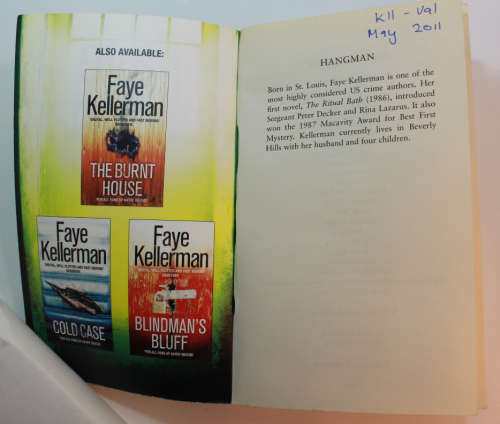 ALSO AVAILABLE:
Faye
Kellerman
THE BURNT
HOUSE
Faye
Kellerman
COLD CASE
Faye
Kellerman
BLINDMAN'S
BLUFF
Kll - Val
May 2011
HANGMAN
Born in St. Louis, Faye Kellerman is one of the
most highly considered US crime authors. Her
first novel, The Ritual Bath (1986), introduced
Sergeant Peter Decker and Rina Lazarus. It also
won the 1987 Macavity Award for Best First
Mystery. Kellerman currently lives in Beverly
Hills with her husband and four children.